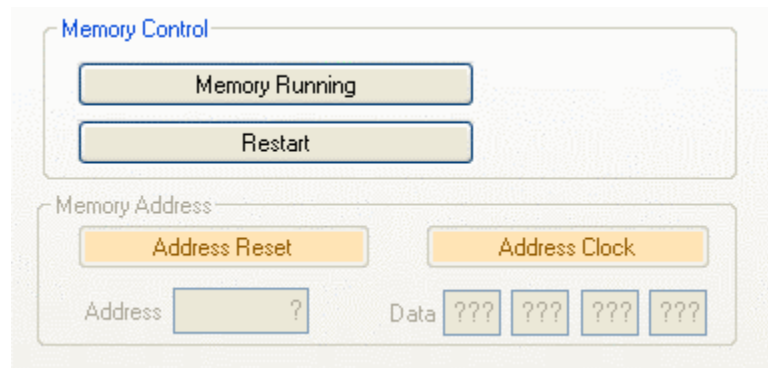 Memory Control
Memory Running
Restart
Memory Address
Address Reset Address Clock
Address ? Data ??? ??? ??? ???